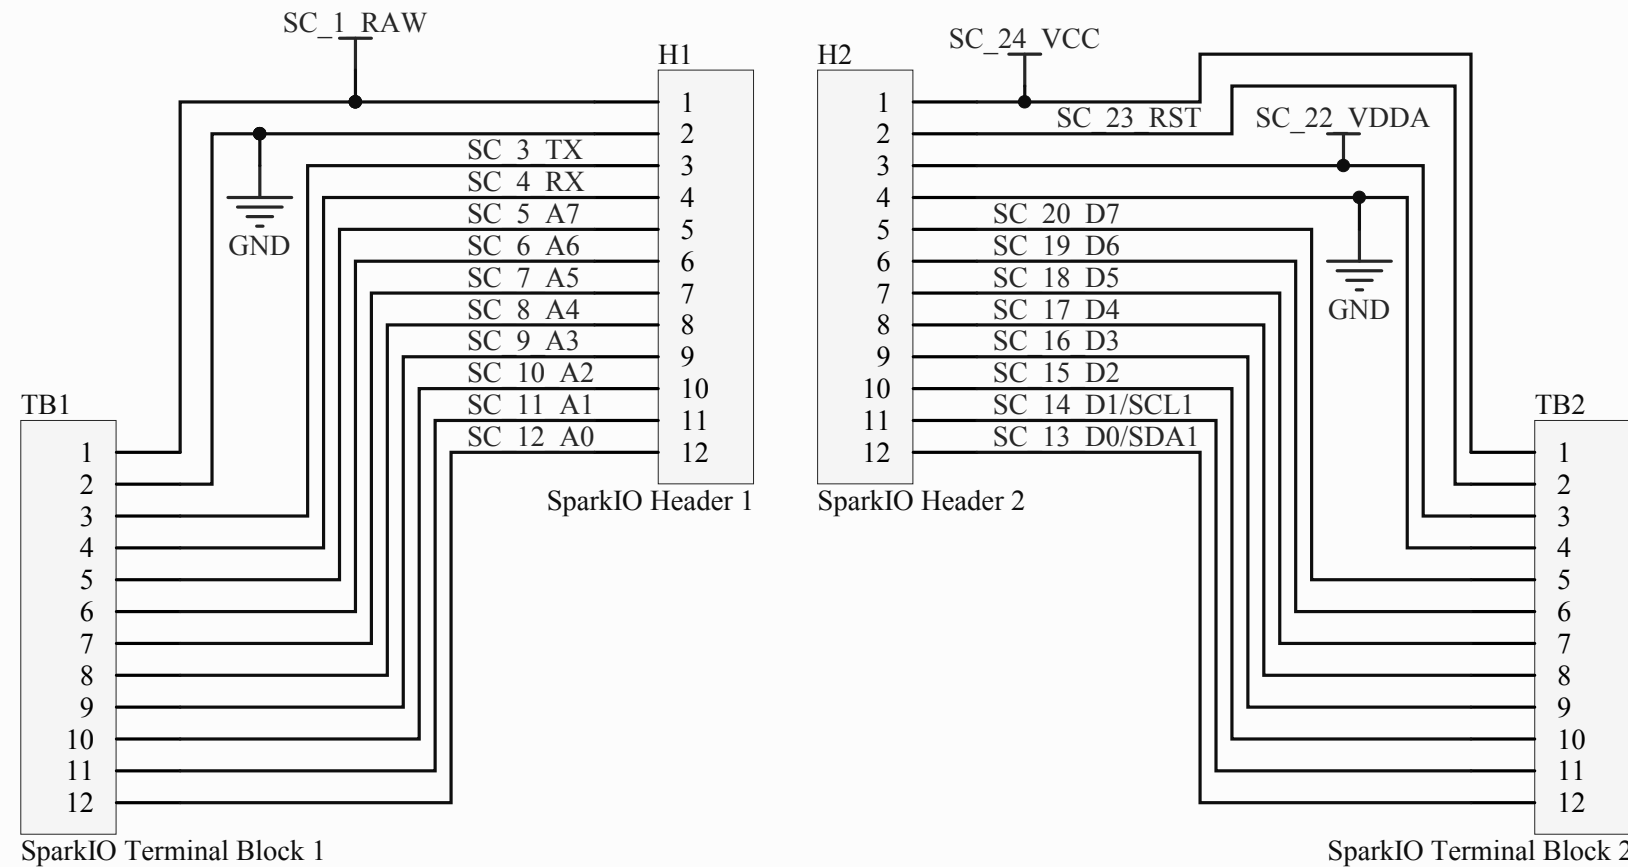 SC_1_RAW
H1
1
2
SC_3_TX
3
SC_4_RX
4
SC_5_A7
5
SC_6_A6
6
SC_7_A5
7
SC_8_A4
8
SC_9_A3
9
SC_10_A2
10
SC_11_A1
11
SC_12_A0
12
GND
SparkIO Header 1
TB1
1
2
3
4
5
6
7
8
9
10
11
12
SparkIO Terminal Block 1
H2
SC_24_VCC
1
SC_23_RST
2
SC_22_VDDA
3
4
SC_20_D7
5
SC_19_D6
6
SC_18_D5
7
SC_17_D4
8
SC_16_D3
9
SC_15_D2
10
SC_14_D1/SCL1
11
SC_13_D0/SDA1
12
GND
SparkIO Header 2
TB2
1
2
3
4
5
6
7
8
9
10
11
12
SparkIO Terminal Block 2